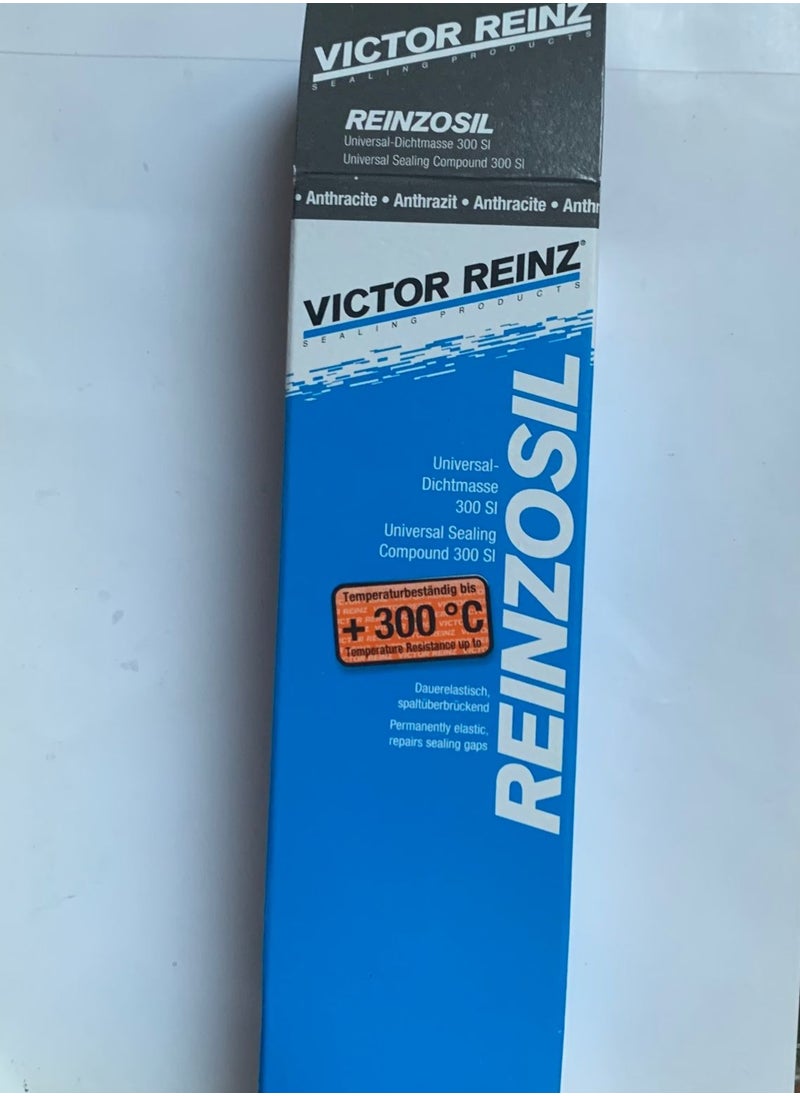 VICTOR REINZ
SEALING PRODUCTS
REINZOSIL
Universal-Dichtmasse 300 SI
Universal Sealing Compound 300 SI
• Anthracite • Anthrazit • Anthracite • Anthr
VICTOR REINZ®
SEALING PRODUCTS
REINZOSIL
Universal-
Dichtmasse
300 SI
Universal Sealing
Compound 300 SI
Temperaturbeständig bis
+ 300 °C
Temperature Resistance up to
Dauerelastisch,
spaltüberbrückend
Permanently elastic,
repairs sealing gaps